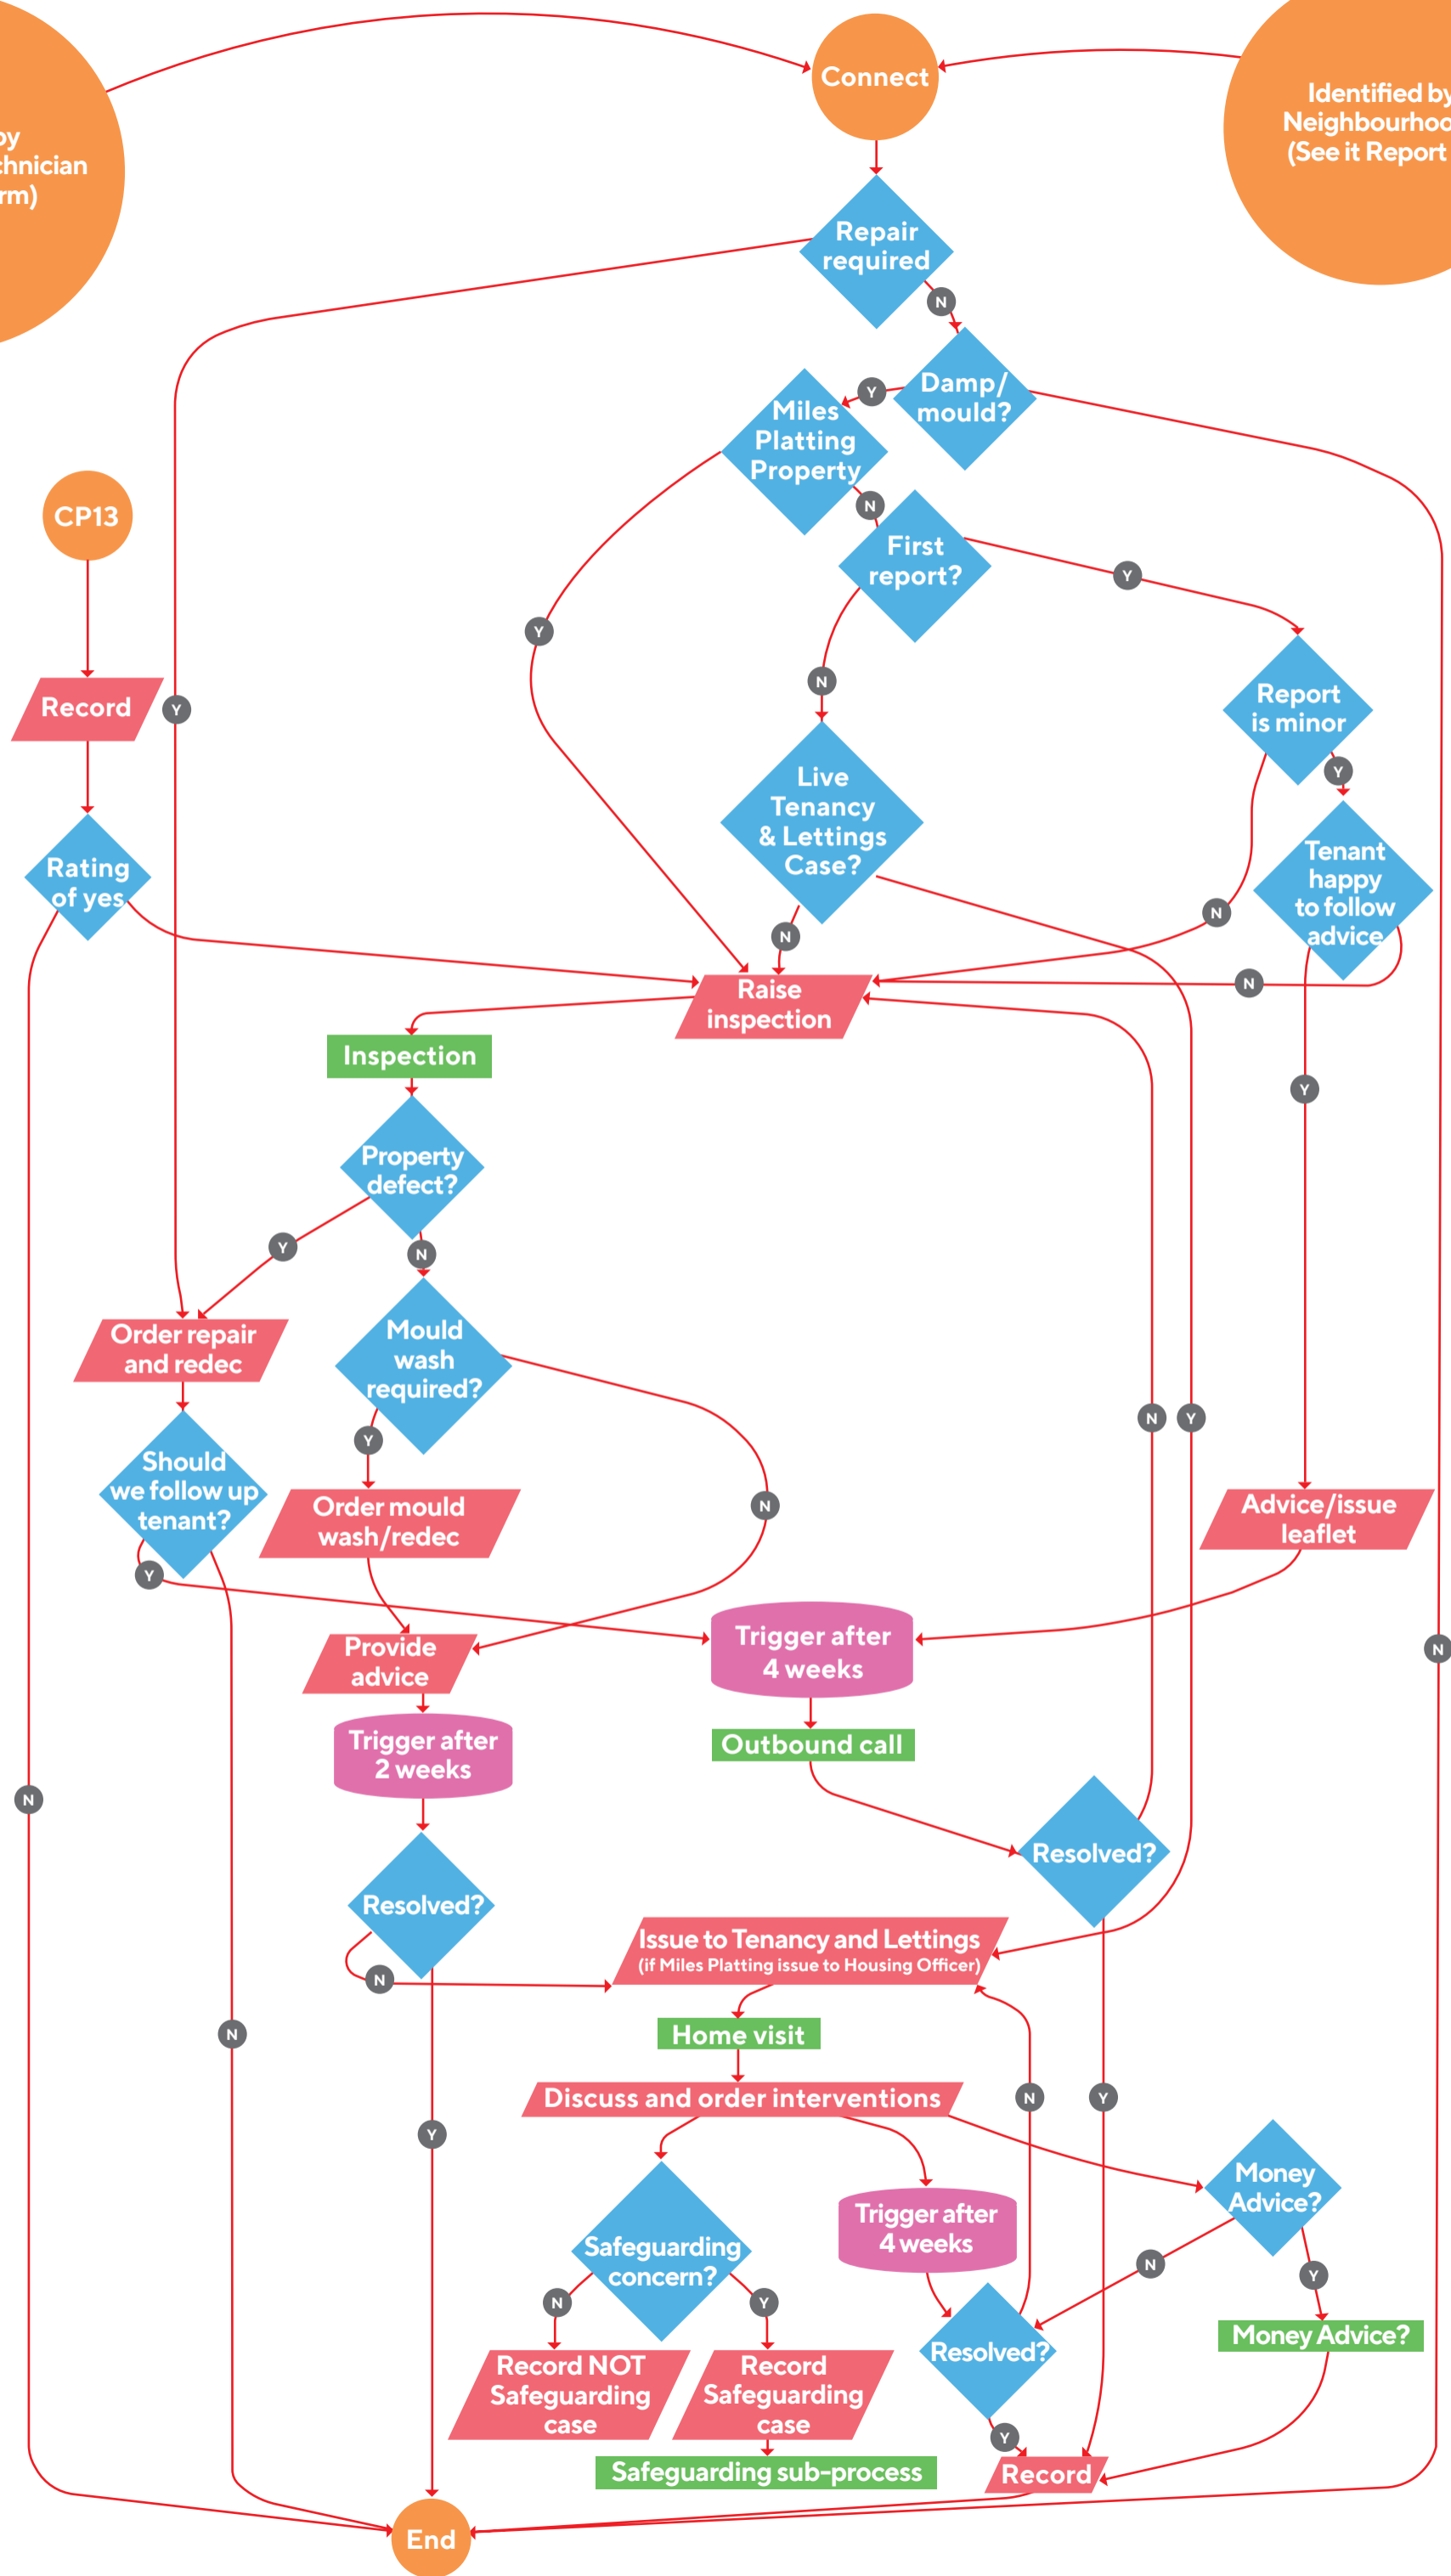 Connect
by
chnician
rm)
Identified by
Neighbourhoo
(See it Report
Repair
required
N
Damp/
mould?
Y
Miles
Platting
Property
N
First
report?
Y
CP13
Y
N
Record
Y
Report
is minor
Y
Live
Tenancy
& Lettings
Case?
Rating
of yes
Tenant
happy
to follow
advice
N
N
N
Raise
inspection
Inspection
Y
Property
defect?
Y
N
Order repair
and redec
Mould
wash
required?
N
Y
Y
Should
we follow up
tenant?
Order mould
wash/redec
N
Advice/issue
leaflet
Y
Provide
advice
Trigger after
4 weeks
N
Trigger after
2 weeks
Outbound call
N
Resolved?
Resolved?
Issue to Tenancy and Lettings
(if Miles Platting issue to Housing Officer)
N
N
Home visit
Discuss and order interventions
N
Y
Y
Money
Advice?
Trigger after
4 weeks
Safeguarding
concern?
N
Y
N
Y
Money Advice?
Resolved?
Record NOT
Safeguarding
case
Record
Safeguarding
case
Y
Safeguarding sub-process
Record
End